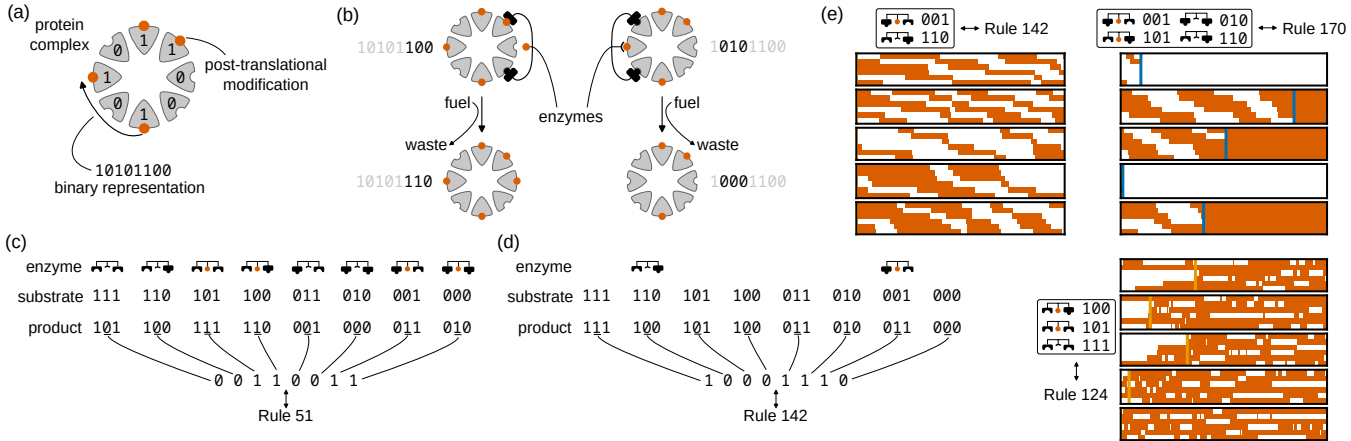 (a)
protein
complex
1
1
0
0
1
0
0
1
post-translational
modification
10101100
binary representation
(b)
10101100
10101100
fuel
fuel
enzymes
waste
waste
10101110
10001100
(c)
enzyme
substrate 111 110 101 100 011 010 001 000
product 101 100 111 110 001 000 011 010
0 0 1 1 0 0 1 1
Rule 51
(d)
enzyme
substrate 111 110 101 100 011 010 001 000
product 111 100 101 100 011 010 011 000
1 0 0 0 1 1 1 0
Rule 142
(e)
001
110
Rule 142
001 010
101 110
Rule 170
100
101
111
Rule 124